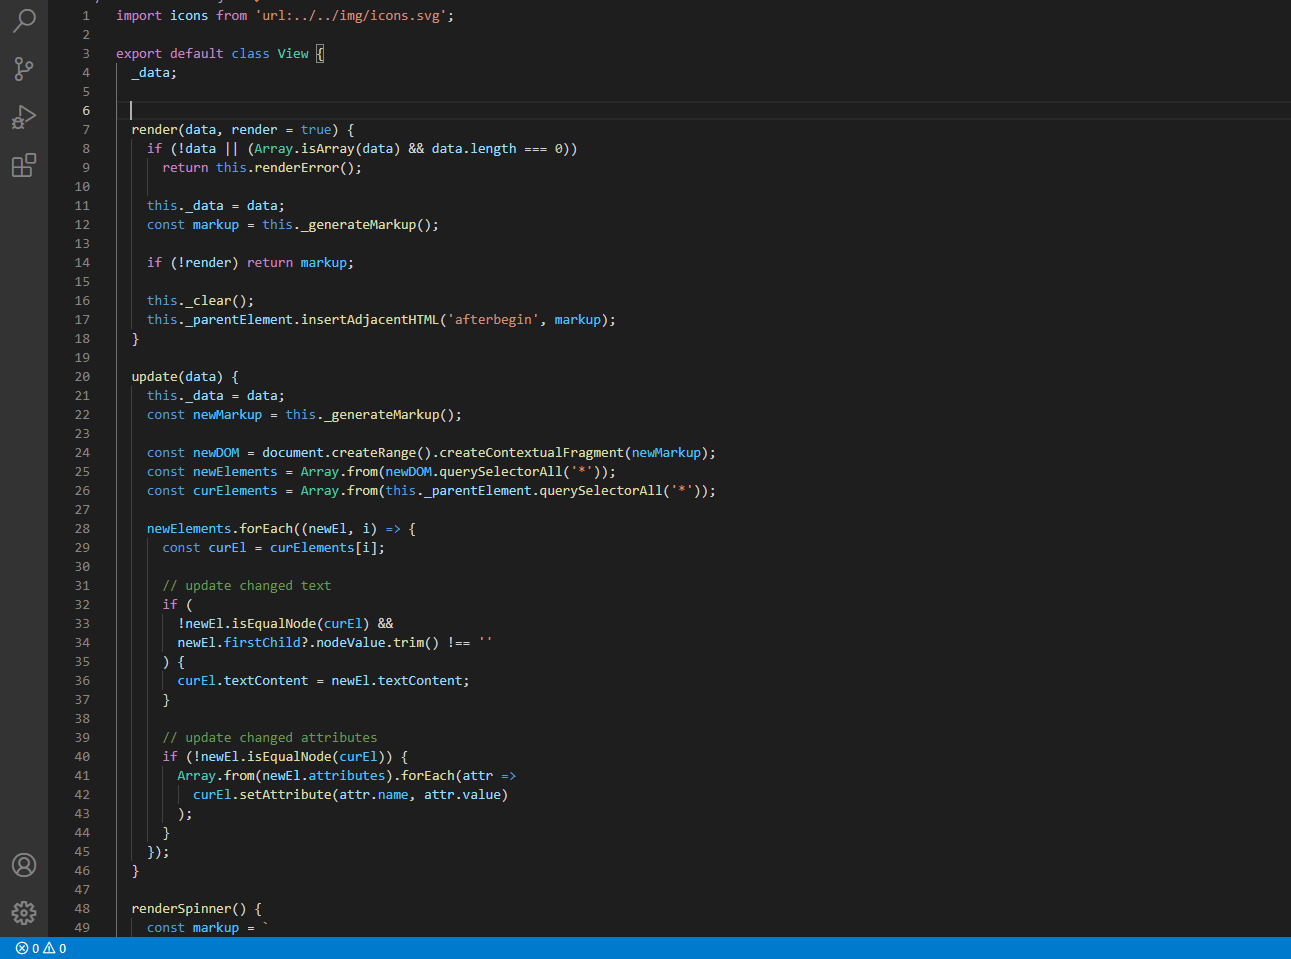 1 import icons from 'url:../../img/icons.svg';
2
3 export default class View {
4 _data;
5
6
7 render(data, render = true) {
8 if (!data || (Array.isArray(data) && data.length === 0))
9 return this.renderError();
10
11 this._data = data;
12 const markup = this._generateMarkup();
13
14 if (!render) return markup;
15
16 this._clear();
17 this._parentElement.insertAdjacentHTML('afterbegin', markup);
18 }
19
20 update(data) {
21 this._data = data;
22 const newMarkup = this._generateMarkup();
23
24 const newDOM = document.createRange().createContextualFragment(newMarkup);
25 const newElements = Array.from(newDOM.querySelectorAll('*'));
26 const curElements = Array.from(this._parentElement.querySelectorAll('*'));
27
28 newElements.forEach((newEl, i) => {
29 const curEl = curElements[i];
30
31 // update changed text
32 if (
33 !newEl.isEqualNode(curEl) &&
34 newEl.firstChild?.nodeValue.trim() !== ''
35 ) {
36 curEl.textContent = newEl.textContent;
37 }
38
39 // update changed attributes
40 if (!newEl.isEqualNode(curEl)) {
41 Array.from(newEl.attributes).forEach(attr =>
42 curEl.setAttribute(attr.name, attr.value)
43 );
44 }
45 });
46 }
47
48 renderSpinner() {
49 const markup = `
0 0